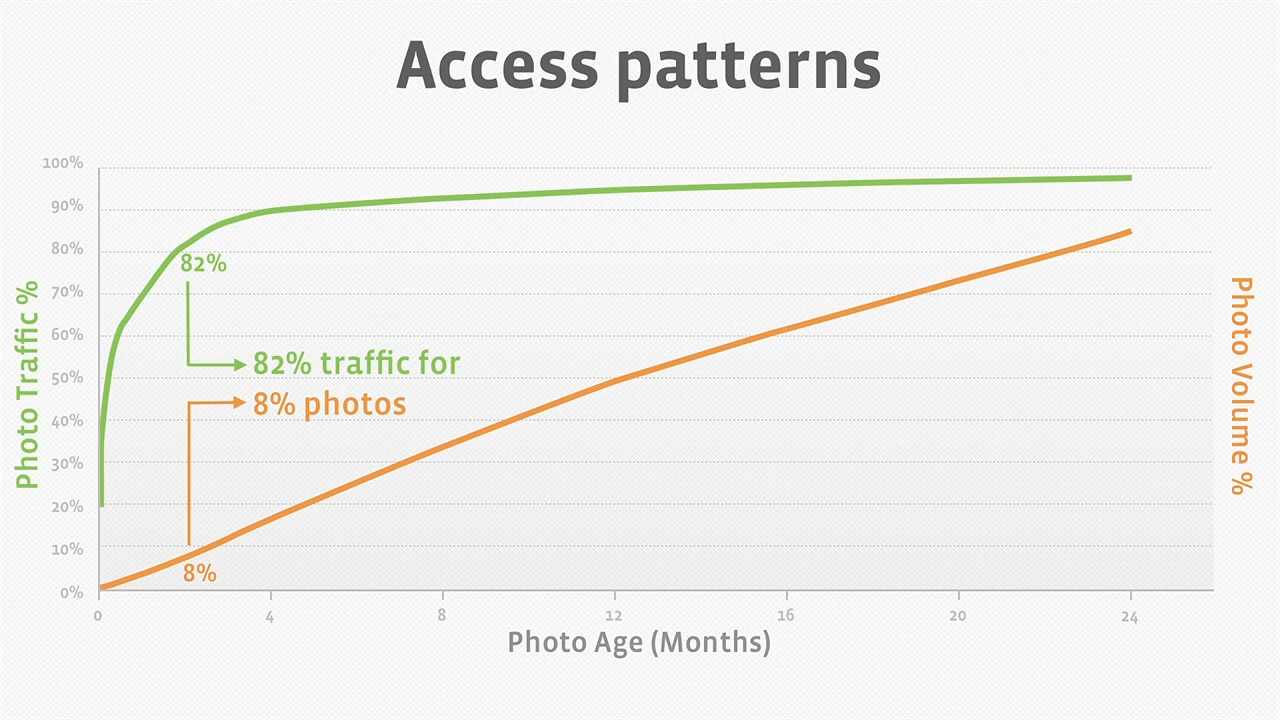 Access patterns
100%
90%
80%
70%
60%
50%
40%
30%
20%
10%
0%
Photo Traffic %
82%
82% traffic for
8% photos
8%
Photo Volume %
0 4 8 12 16 20 24
Photo Age (Months)